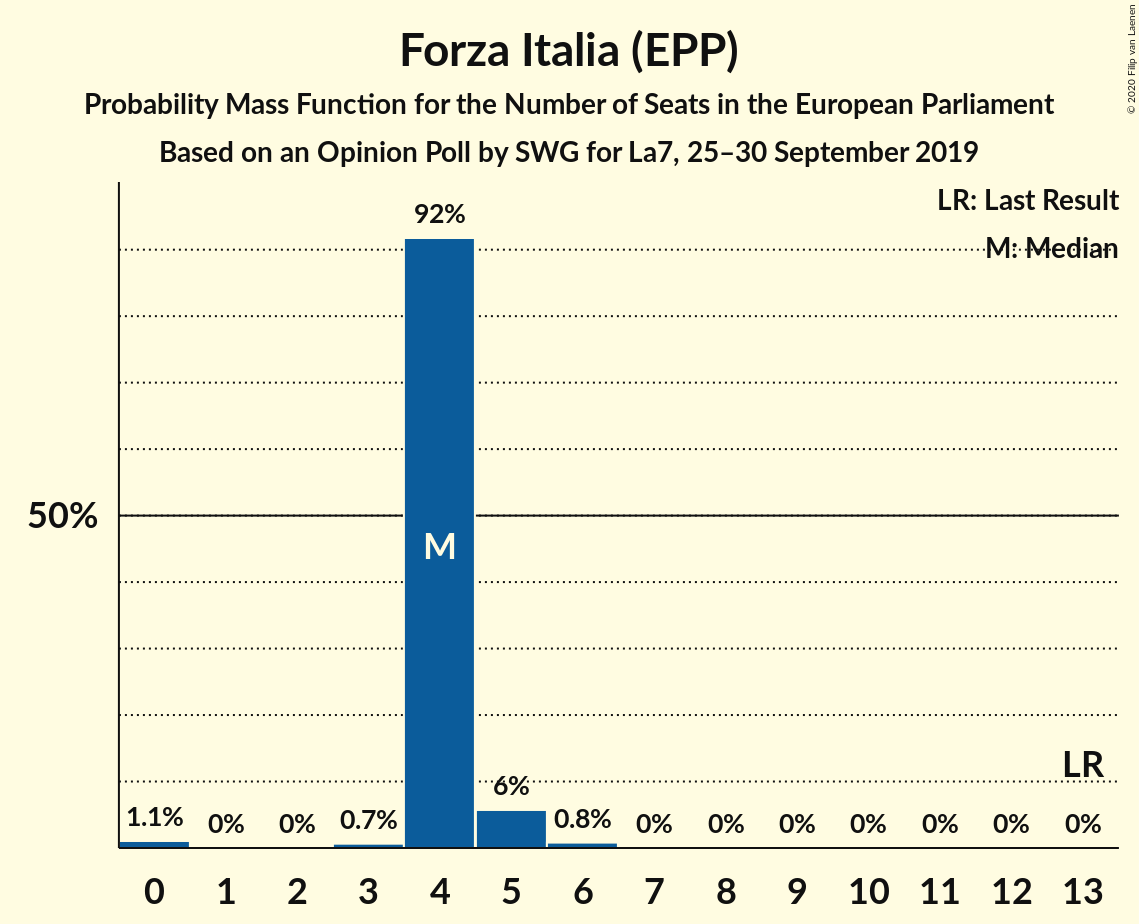 Forza Italia (EPP)
Probability Mass Function for the Number of Seats in the European Parliament
Based on an Opinion Poll by SWG for La7, 25–30 September 2019
© 2020 Filip van Laenen
LR: Last Result
M: Median
92%
50%
M
LR
1.1%
0%
0%
0.7%
6%
0.8%
0%
0%
0%
0%
0%
0%
0%
0 1 2 3 4 5 6 7 8 9 10 11 12 13